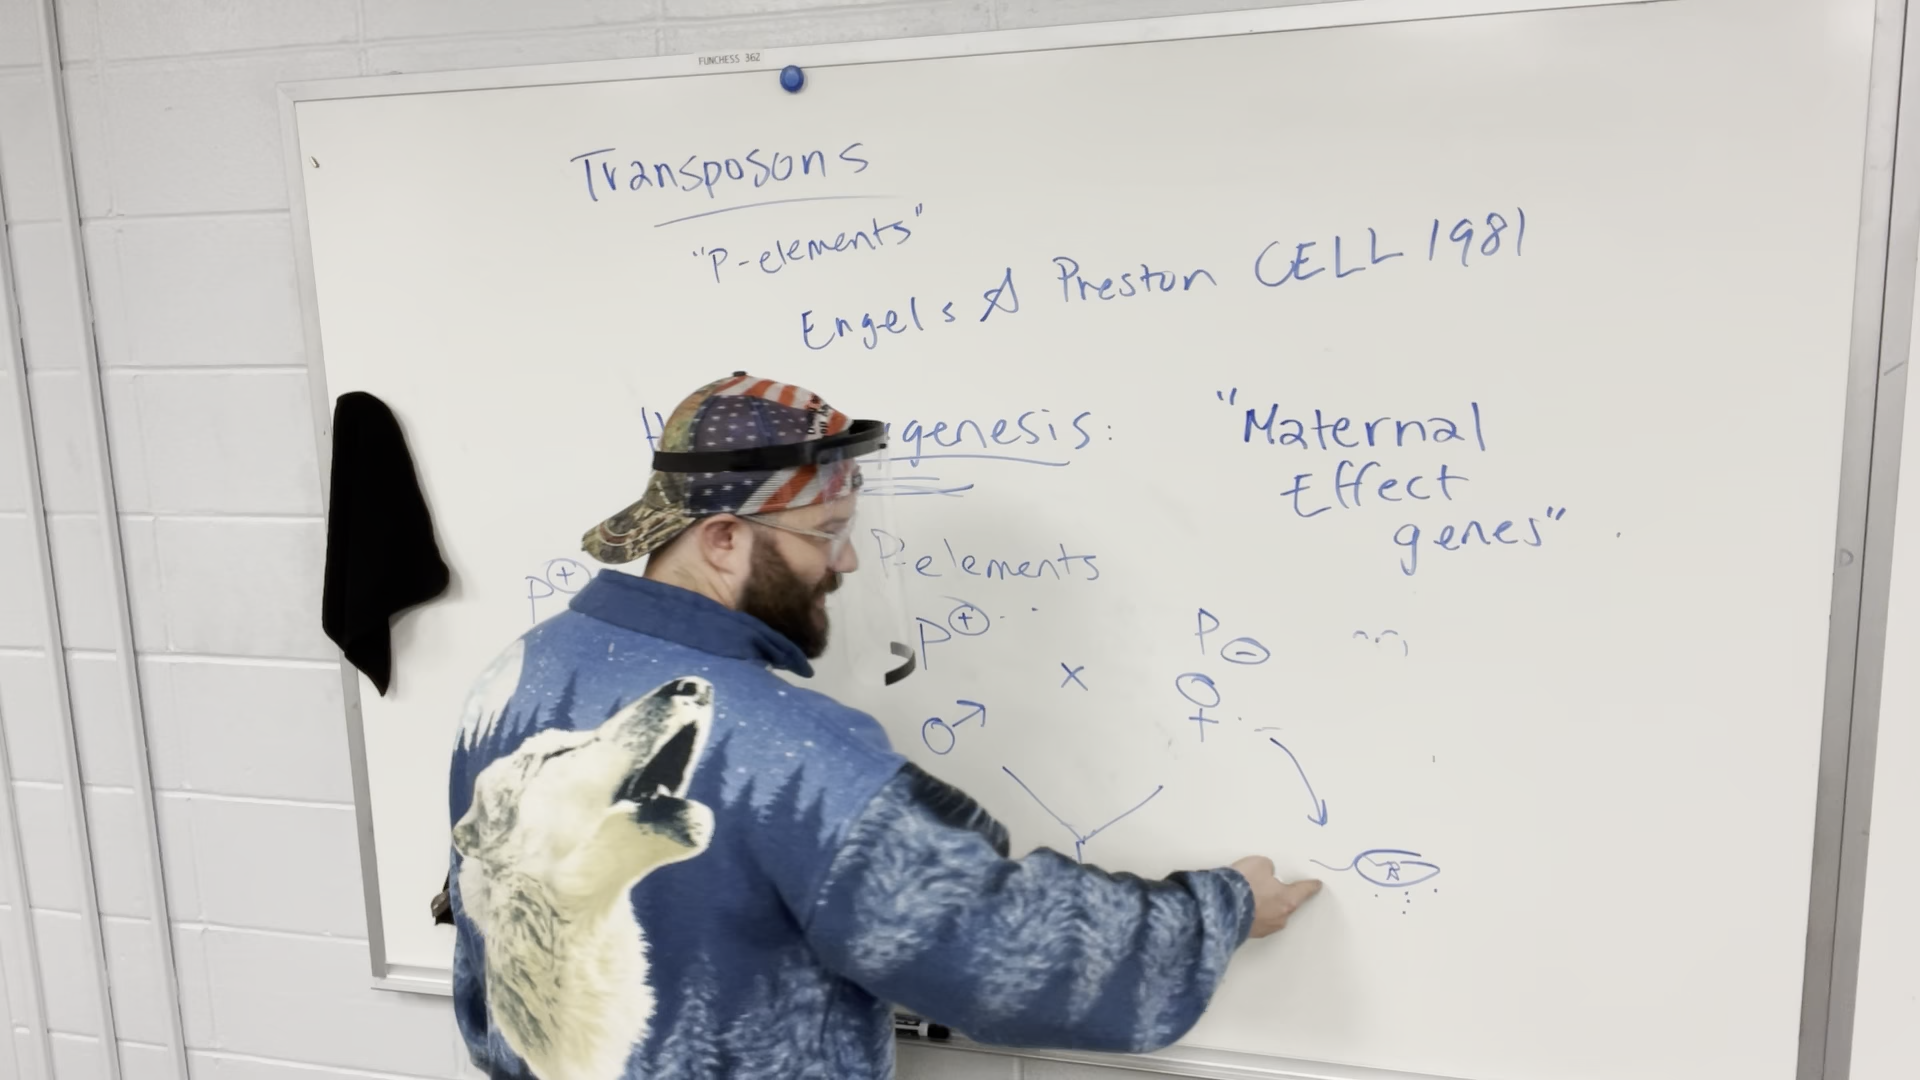 FUNCHESS 362
Transposons
"P-elements"
Engels & Preston CELL 1981
genesis:
"Maternal
Effect
genes"
P-elements
P⊕
P⊕
x
P⊖
♂
♀
R